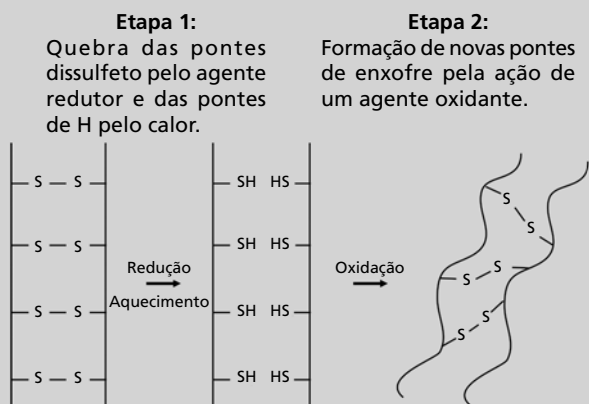 Etapa 1:
Quebra das pontes
dissulfeto pelo agente
redutor e das pontes
de H pelo calor.
Etapa 2:
Formação de novas pontes
de enxofre pela ação de
um agente oxidante.
S — S
S — S
S — S
S — S
Redução
Aquecimento
SH HS
SH HS
SH HS
SH HS
Oxidação
S
S
S
S
S
S